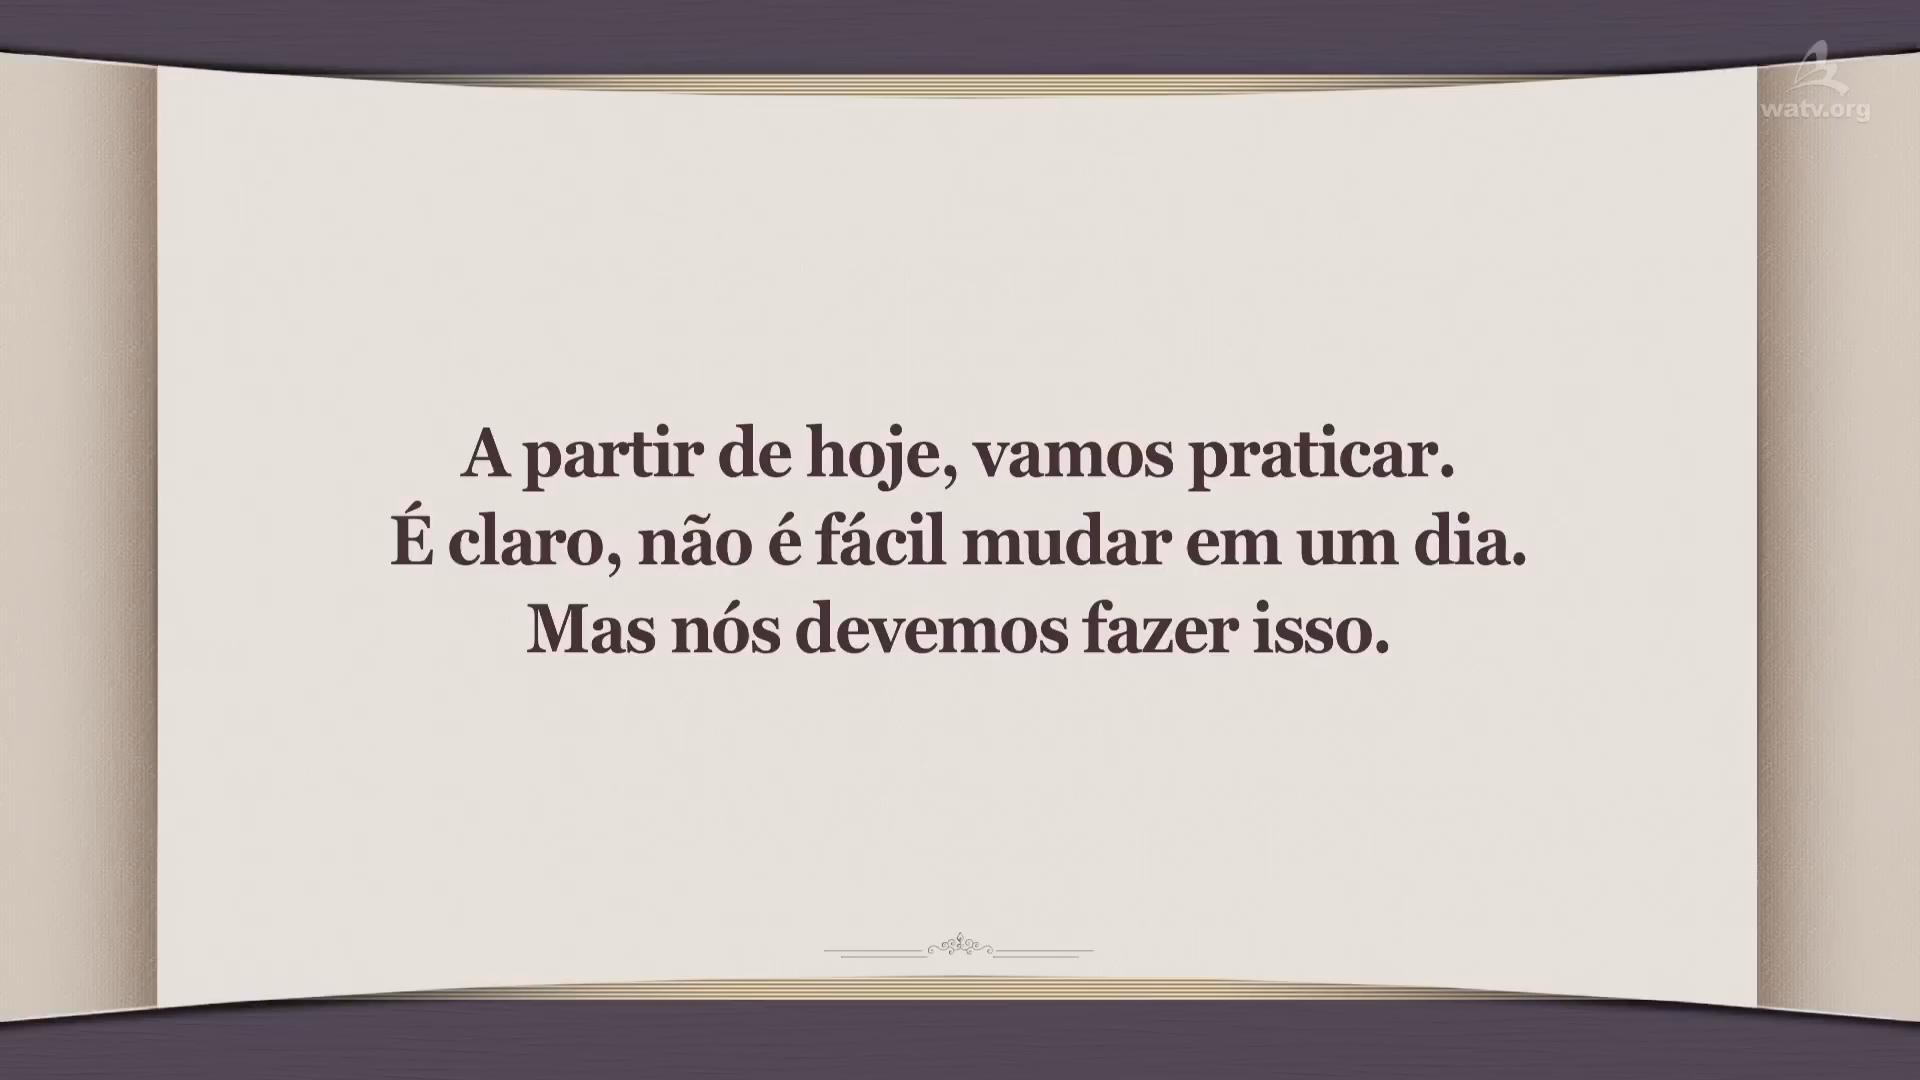 watv.org
A partir de hoje, vamos praticar.
É claro, não é fácil mudar em um dia.
Mas nós devemos fazer isso.